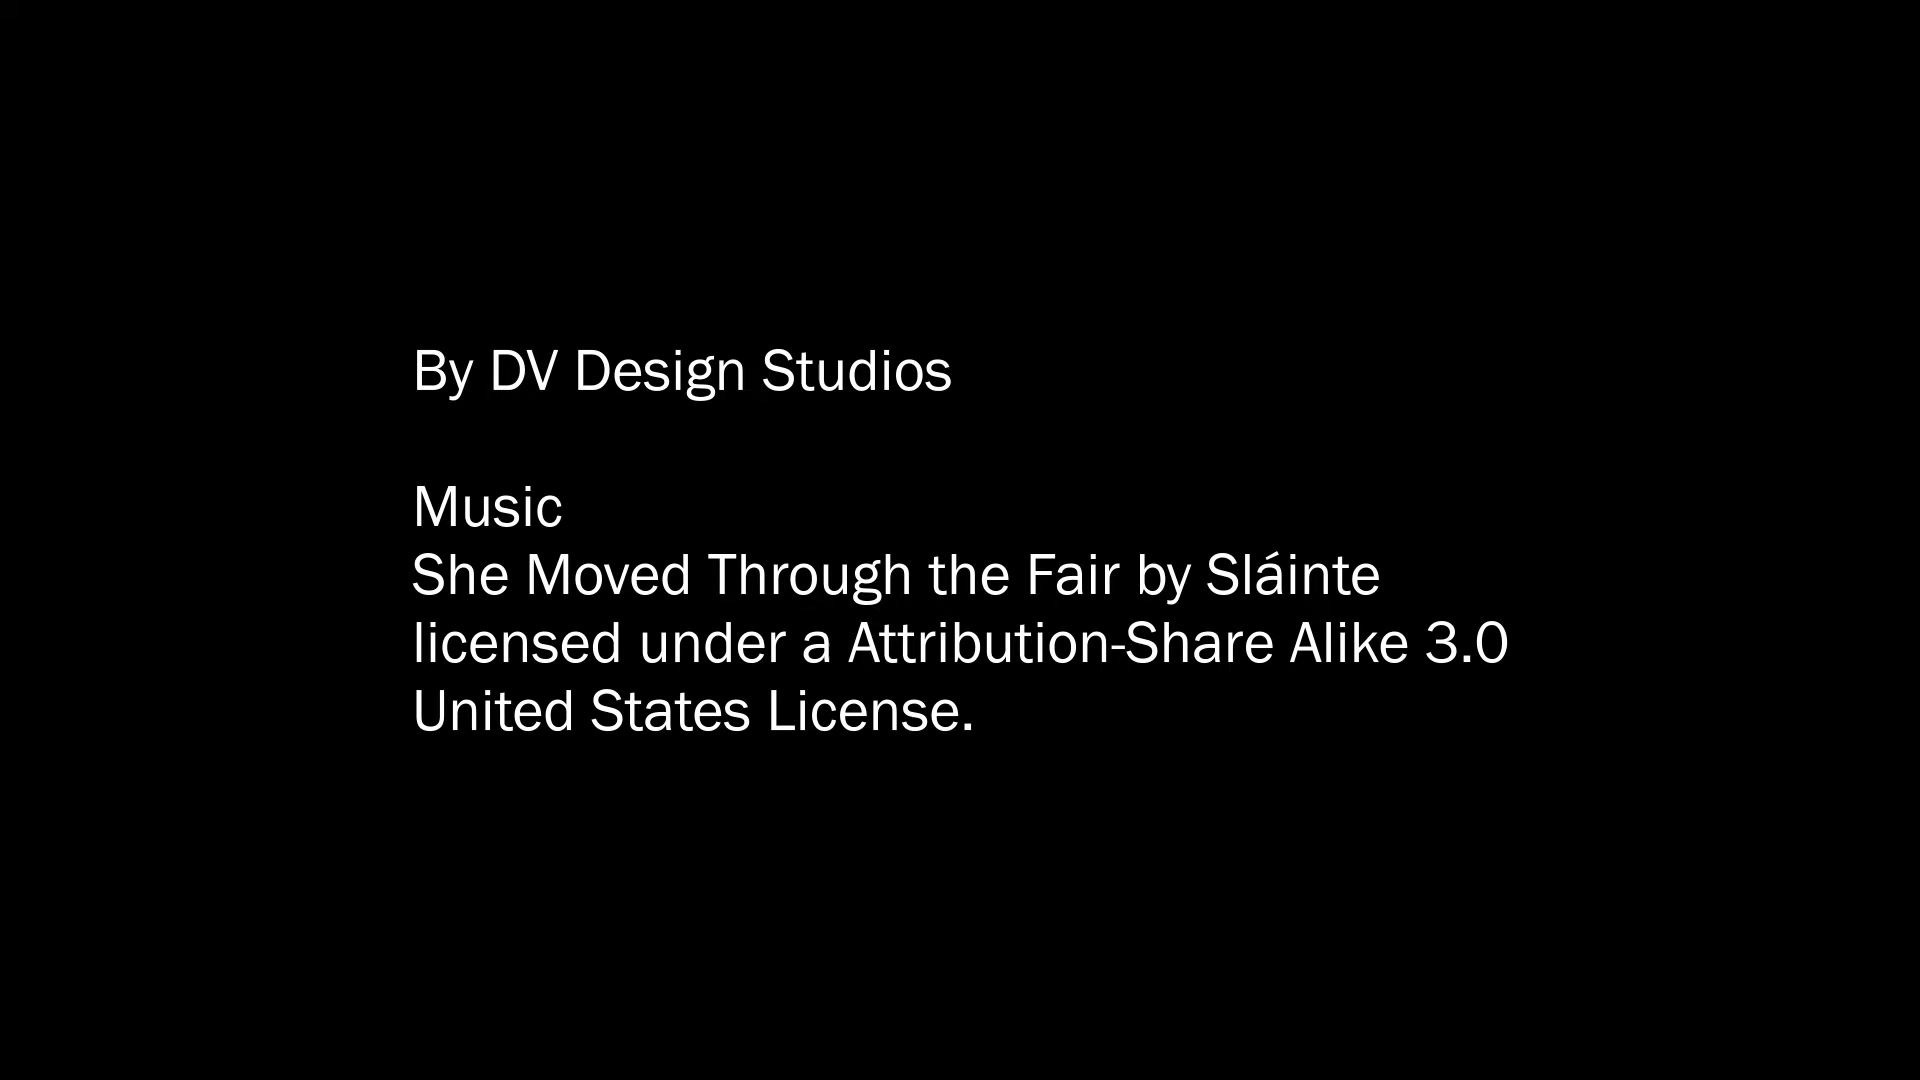 By DV Design Studios
Music
She Moved Through the Fair by Sláinte
licensed under a Attribution-Share Alike 3.0
United States License.